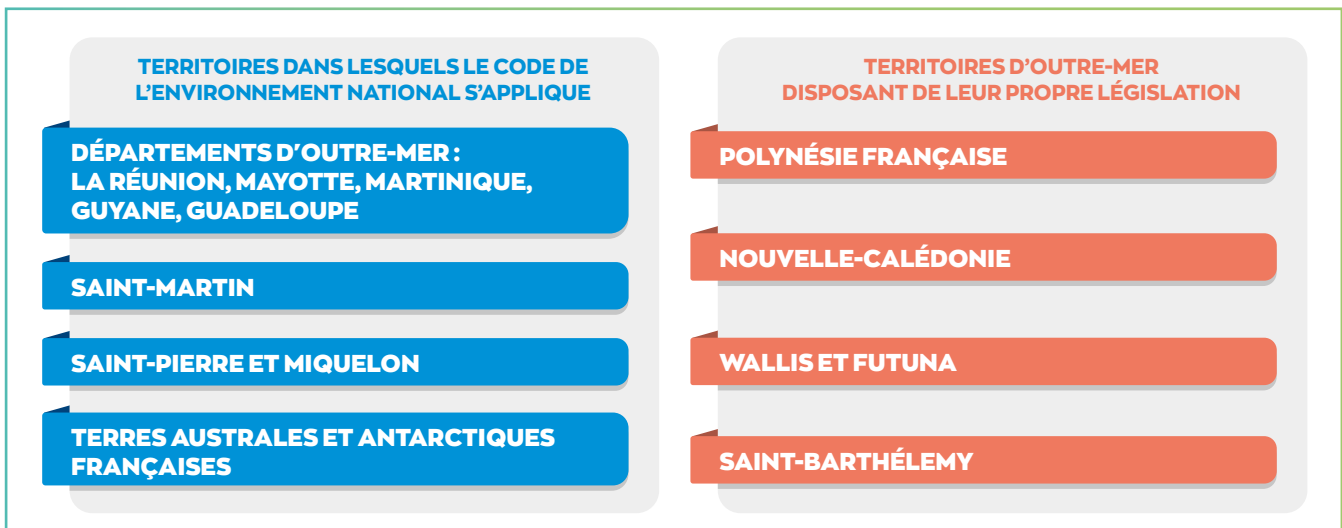 TERRITOIRES DANS LESQUELS LE CODE DE
L’ENVIRONNEMENT NATIONAL S’APPLIQUE
DÉPARTEMENTS D’OUTRE-MER :
LA RÉUNION, MAYOTTE, MARTINIQUE,
GUYANE, GUADELOUPE
SAINT-MARTIN
SAINT-PIERRE ET MIQUELON
TERRES AUSTRALES ET ANTARCTIQUES
FRANÇAISES
TERRITOIRES D’OUTRE-MER
DISPOSANT DE LEUR PROPRE LÉGISLATION
POLYNÉSIE FRANÇAISE
NOUVELLE-CALÉDONIE
WALLIS ET FUTUNA
SAINT-BARTHÉLEMY